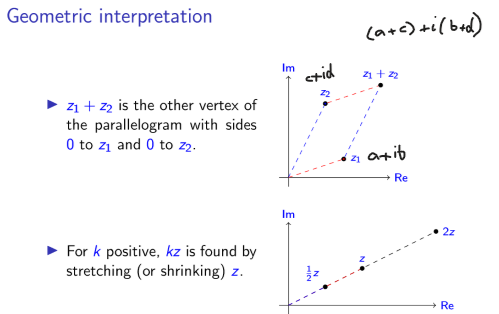 Geometric interpretation
(a+c)+i(b+d)
▶ z₁ + z₂ is the other vertex of
the parallelogram with sides
0 to z₁ and 0 to z₂.
Im
c+id
z₂
z₁ + z₂
z₁
a+ib
Re
▶ For k positive, kz is found by
stretching (or shrinking) z.
Im
2z
z
½z
Re